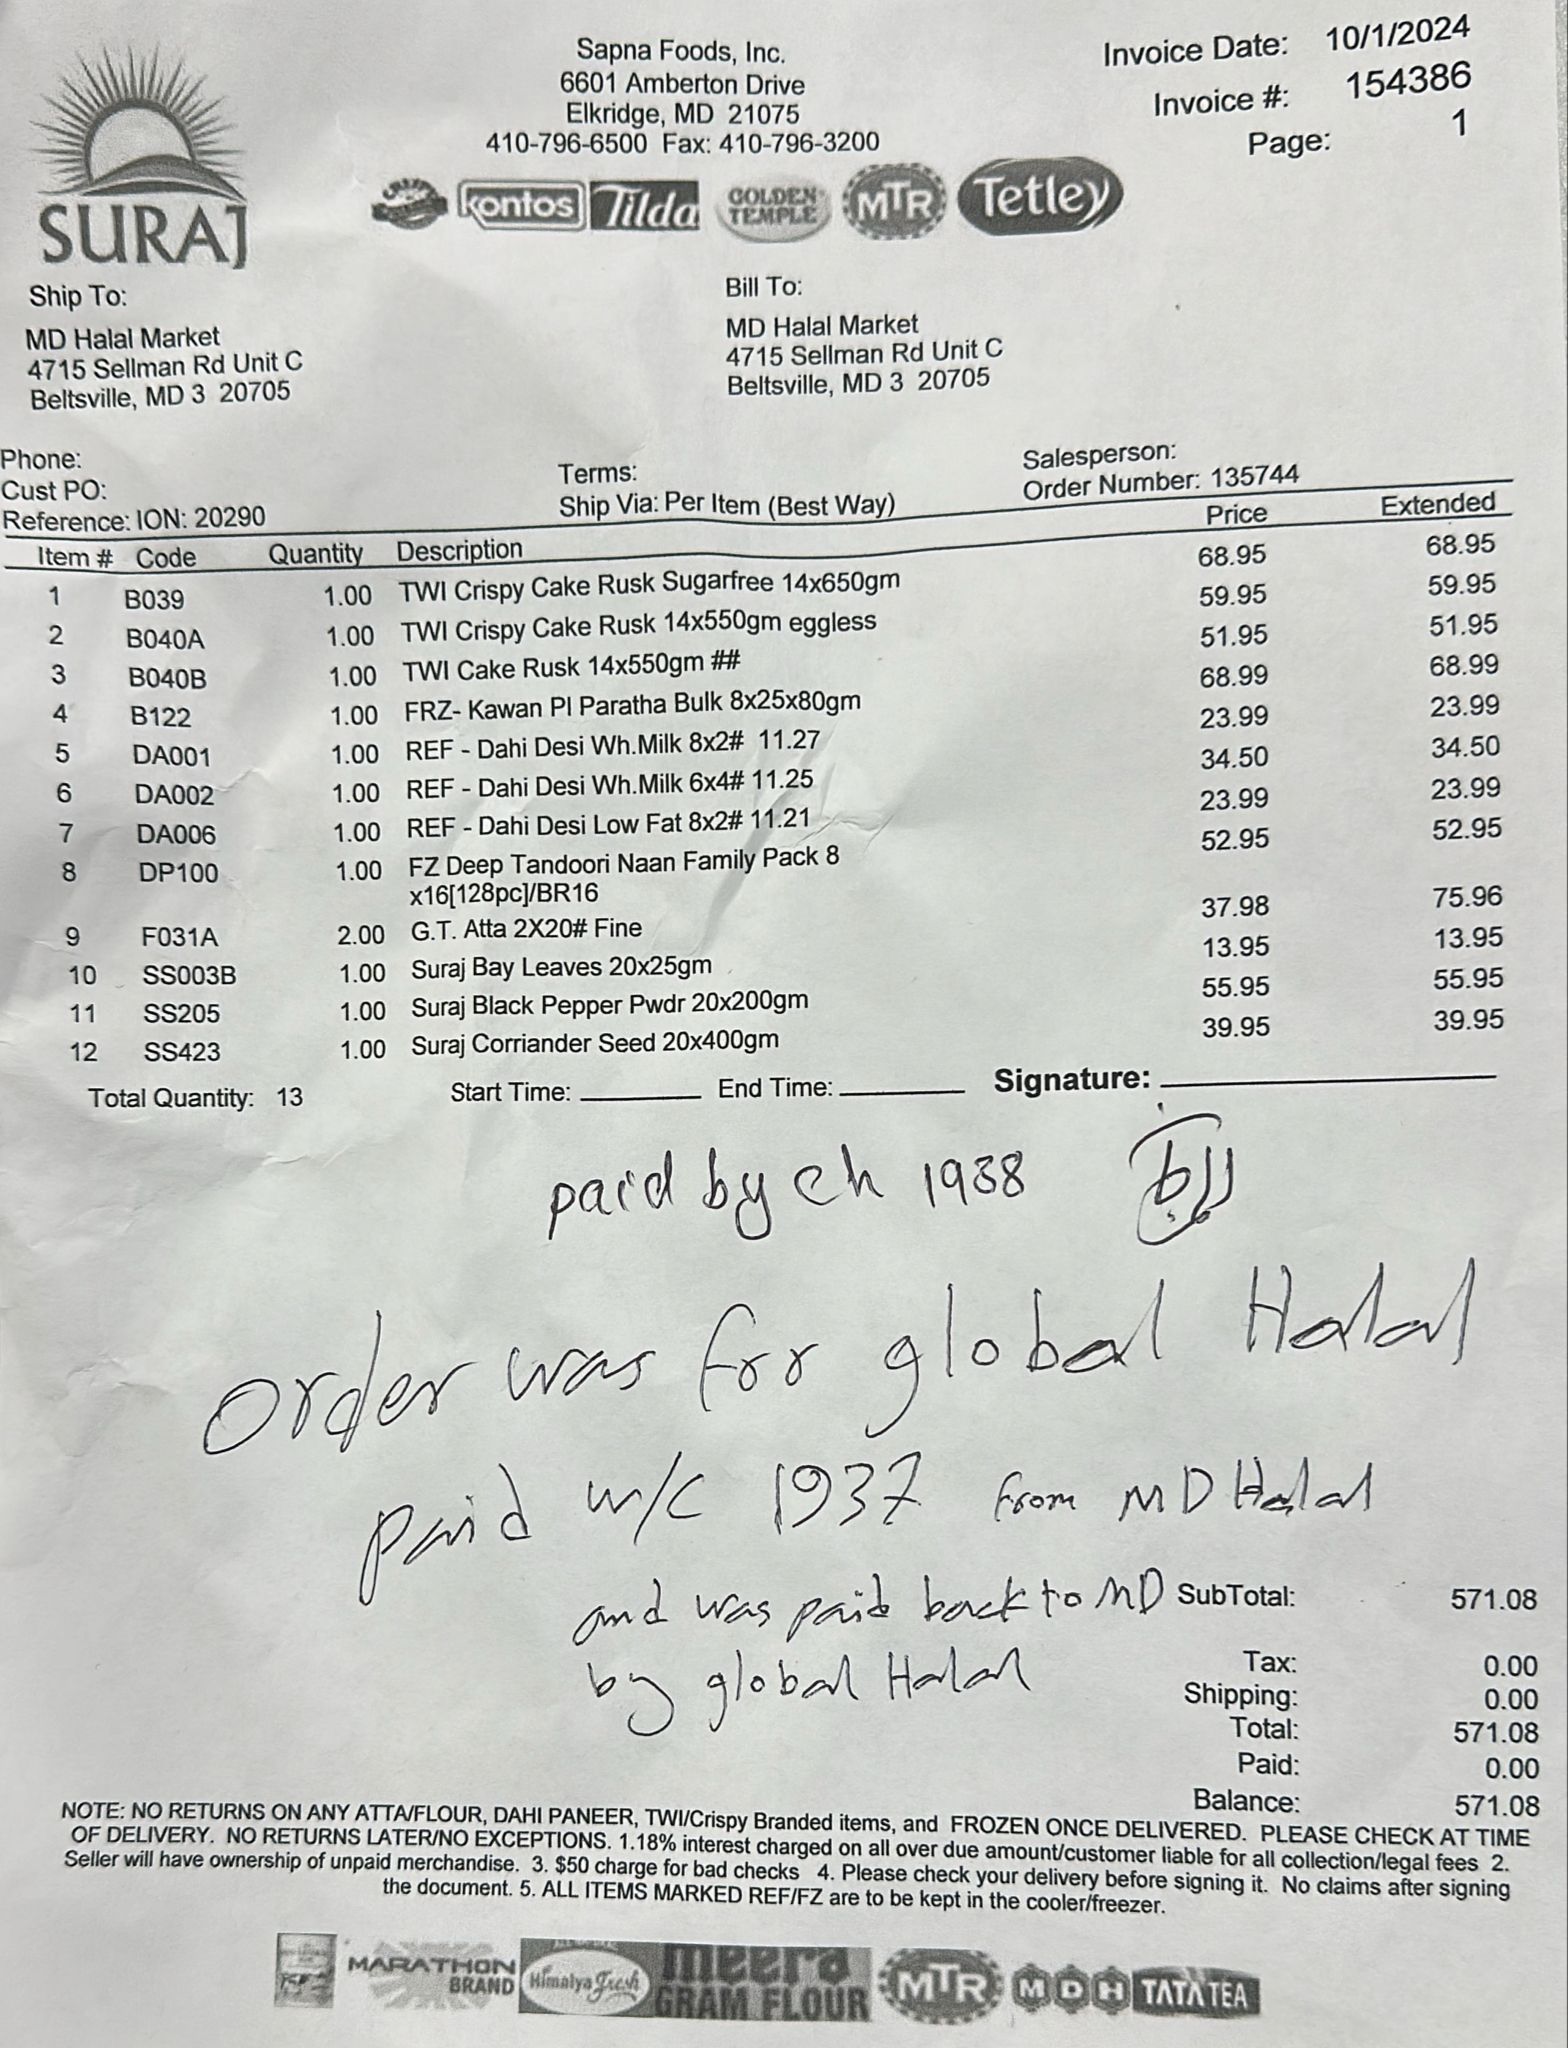 Sapna Foods, Inc.
6601 Amberton Drive
Elkridge, MD 21075
410-796-6500 Fax: 410-796-3200
Invoice Date: 10/1/2024
Invoice #: 154386
Page: 1
SURAJ
kontos Tilda GOLDEN TEMPLE MTR Tetley
Ship To:
MD Halal Market
4715 Sellman Rd Unit C
Beltsville, MD 3 20705
Bill To:
MD Halal Market
4715 Sellman Rd Unit C
Beltsville, MD 3 20705
Phone:
Cust PO:
Reference: ION: 20290
Terms:
Ship Via: Per Item (Best Way)
Salesperson:
Order Number: 135744
Item # Code Quantity Description Price Extended
1 B039 1.00 TWI Crispy Cake Rusk Sugarfree 14x650gm 68.95 68.95
2 B040A 1.00 TWI Crispy Cake Rusk 14x550gm eggless 59.95 59.95
3 B040B 1.00 TWI Cake Rusk 14x550gm ## 51.95 51.95
4 B122 1.00 FRZ- Kawan Pl Paratha Bulk 8x25x80gm 68.99 68.99
5 DA001 1.00 REF - Dahi Desi Wh.Milk 8x2# 11.27 23.99 23.99
6 DA002 1.00 REF - Dahi Desi Wh.Milk 6x4# 11.25 34.50 34.50
7 DA006 1.00 REF - Dahi Desi Low Fat 8x2# 11.21 23.99 23.99
8 DP100 1.00 FZ Deep Tandoori Naan Family Pack 8 52.95 52.95
x16[128pc]/BR16
9 F031A 2.00 G.T. Atta 2X20# Fine 37.98 75.96
10 SS003B 1.00 Suraj Bay Leaves 20x25gm 13.95 13.95
11 SS205 1.00 Suraj Black Pepper Pwdr 20x200gm 55.95 55.95
12 SS423 1.00 Suraj Corriander Seed 20x400gm 39.95 39.95
Total Quantity: 13 Start Time: End Time: Signature:
paid by ch 1938
Order was for global Halal
paid w/c 1937 from MD Halal
and was paid back to MD
by global Halal
SubTotal: 571.08
Tax: 0.00
Shipping: 0.00
Total: 571.08
Paid: 0.00
Balance: 571.08
NOTE: NO RETURNS ON ANY ATTA/FLOUR, DAHI PANEER, TWI/Crispy Branded items, and FROZEN ONCE DELIVERED. PLEASE CHECK AT TIME
OF DELIVERY. NO RETURNS LATER/NO EXCEPTIONS. 1.18% interest charged on all over due amount/customer liable for all collection/legal fees 2.
Seller will have ownership of unpaid merchandise. 3. $50 charge for bad checks 4. Please check your delivery before signing it. No claims after signing
the document. 5. ALL ITEMS MARKED REF/FZ are to be kept in the cooler/freezer.
MARATHON BRAND Himalya Fresh meera GRAM FLOUR MTR MDH TATA TEA